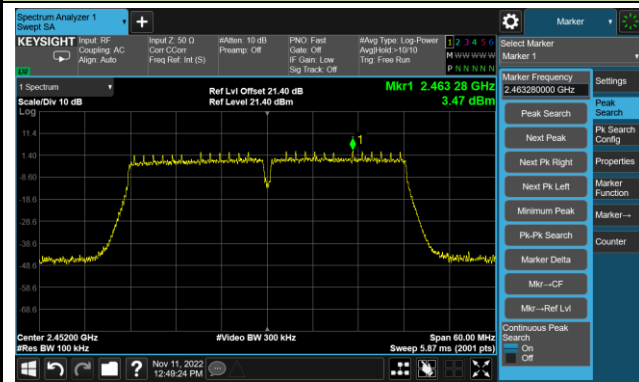 Spectrum Analyzer 1
Swept SA
Marker
KEYSIGHT
Input: RF
Coupling: AC
Align: Auto
Input Z: 50 Ω
Corr CCorr
Freq Ref: Int (S)
#Atten: 10 dB
Preamp: Off
PNO: Fast
Gate: Off
IF Gain: Low
Sig Track: Off
#Avg Type: Log-Power
Avg|Hold:>10/10
Trig: Free Run
1 2 3 4 5 6
M W W W W W
P N N N N N
LXI
Select Marker
Marker 1
1 Spectrum
Scale/Div 10 dB
Log
Ref Lvl Offset 21.40 dB
Ref Level 21.40 dBm
Mkr1 2.463 28 GHz
3.47 dBm
11.4
1.40
-8.60
-18.6
-28.6
-38.6
-48.6
-58.6
-68.6
1
Center 2.45200 GHz
#Res BW 100 kHz
#Video BW 300 kHz
Span 60.00 MHz
Sweep 5.87 ms (2001 pts)
Marker Frequency
2.463280000 GHz
Peak Search
Next Peak
Next Pk Right
Next Pk Left
Minimum Peak
Pk-Pk Search
Marker Delta
Mkr→CF
Mkr→Ref Lvl
Continuous Peak
Search
On
Off
Settings
Peak
Search
Pk Search
Config
Properties
Marker
Function
Marker→
Counter
Nov 11, 2022
12:49:24 PM